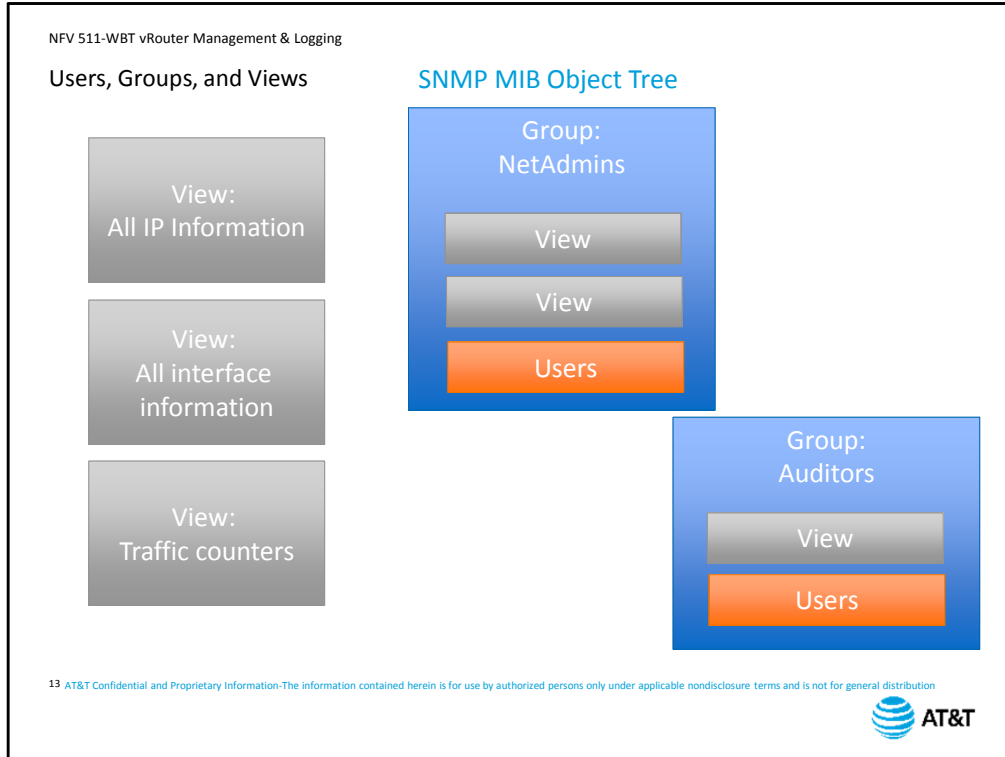 NFV 511-WBT vRouter Management & Logging
Users, Groups, and Views
SNMP MIB Object Tree
View:
All IP Information
View:
All interface
information
View:
Traffic counters
Group:
NetAdmins
View
View
Users
Group:
Auditors
View
Users
13 AT&T Confidential and Proprietary Information-The information contained herein is for use by authorized persons only under applicable nondisclosure terms and is not for general distribution
AT&T